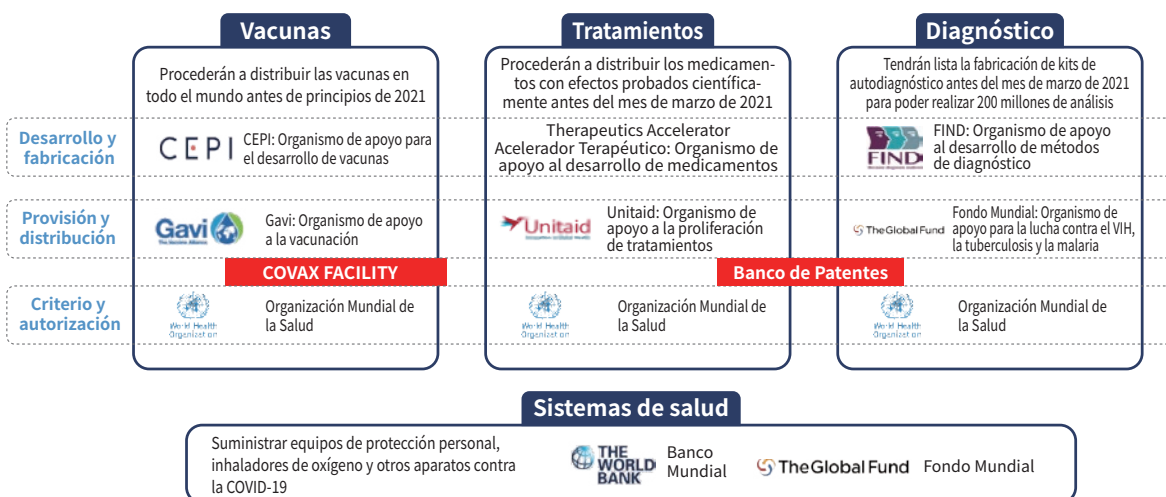 Vacunas
Procederán a distribuir las vacunas en
todo el mundo antes de principios de 2021
Tratamientos
Procederán a distribuir los medicamen-
tos con efectos probados científica-
mente antes del mes de marzo de 2021
Diagnóstico
Tendrán lista la fabricación de kits de
autodiagnóstico antes del mes de marzo de 2021
para poder realizar 200 millones de análisis
Desarrollo y
fabricación
CEPI
CEPI: Organismo de apoyo para
el desarrollo de vacunas
Therapeutics Accelerator
Acelerador Terapéutico: Organismo de
apoyo al desarrollo de medicamentos
FIND
FIND: Organismo de apoyo
al desarrollo de métodos
de diagnóstico
Provisión y
distribución
Gavi
Gavi: Organismo de apoyo
a la vacunación
Unitaid
Unitaid: Organismo de
apoyo a la proliferación
de tratamientos
The Global Fund
Fondo Mundial: Organismo de
apoyo para la lucha contra el VIH,
la tuberculosis y la malaria
COVAX FACILITY
Banco de Patentes
Criterio y
autorización
World Health
Organization
Organización Mundial de
la Salud
World Health
Organization
Organización Mundial de
la Salud
World Health
Organization
Organización Mundial de
la Salud
Sistemas de salud
Suministrar equipos de protección personal,
inhaladores de oxígeno y otros aparatos contra
la COVID-19
THE
WORLD
BANK
Banco
Mundial
The Global Fund
Fondo Mundial